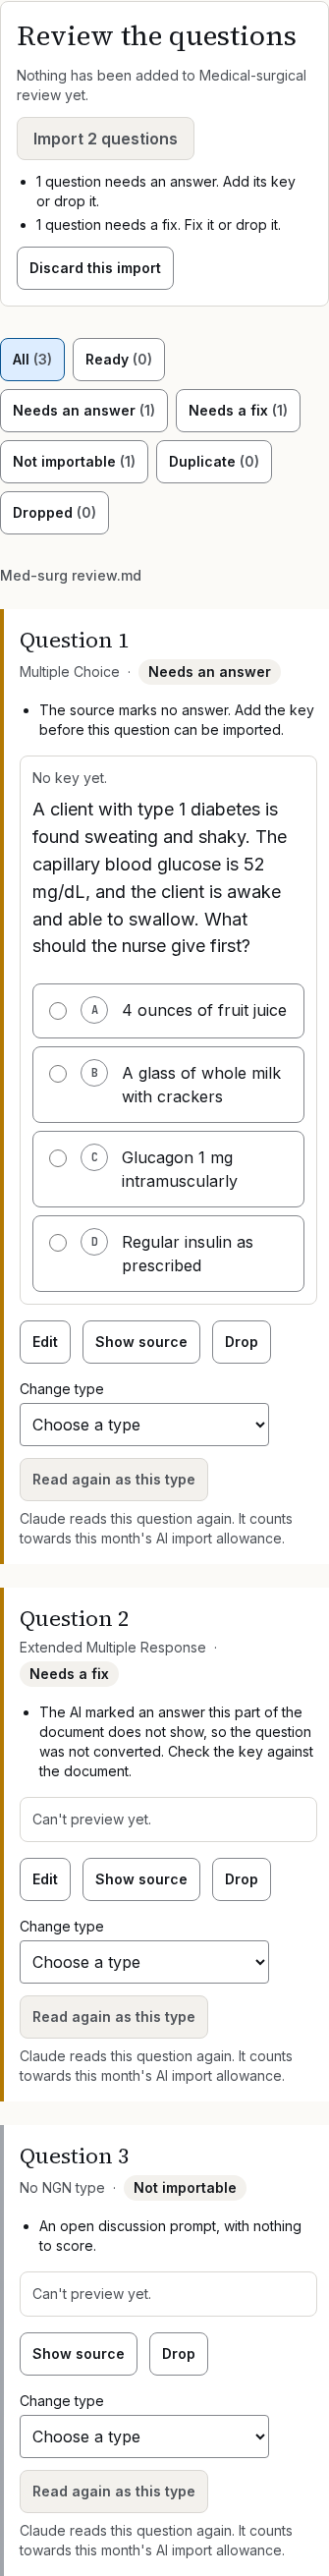 Review the questions
Nothing has been added to Medical-surgical
review yet.
Import 2 questions
1 question needs an answer. Add its key
or drop it.
1 question needs a fix. Fix it or drop it.
Discard this import
All (3)
Ready (0)
Needs an answer (1)
Needs a fix (1)
Not importable (1)
Duplicate (0)
Dropped (0)
Med-surg review.md
Question 1
Multiple Choice · Needs an answer
The source marks no answer. Add the key
before this question can be imported.
No key yet.
A client with type 1 diabetes is
found sweating and shaky. The
capillary blood glucose is 52
mg/dL, and the client is awake
and able to swallow. What
should the nurse give first?
A 4 ounces of fruit juice
B A glass of whole milk
with crackers
C Glucagon 1 mg
intramuscularly
D Regular insulin as
prescribed
Edit
Show source
Drop
Change type
Choose a type
Read again as this type
Claude reads this question again. It counts
towards this month's AI import allowance.
Question 2
Extended Multiple Response ·
Needs a fix
The AI marked an answer this part of the
document does not show, so the question
was not converted. Check the key against
the document.
Can't preview yet.
Edit
Show source
Drop
Change type
Choose a type
Read again as this type
Claude reads this question again. It counts
towards this month's AI import allowance.
Question 3
No NGN type · Not importable
An open discussion prompt, with nothing
to score.
Can't preview yet.
Show source
Drop
Change type
Choose a type
Read again as this type
Claude reads this question again. It counts
towards this month's AI import allowance.